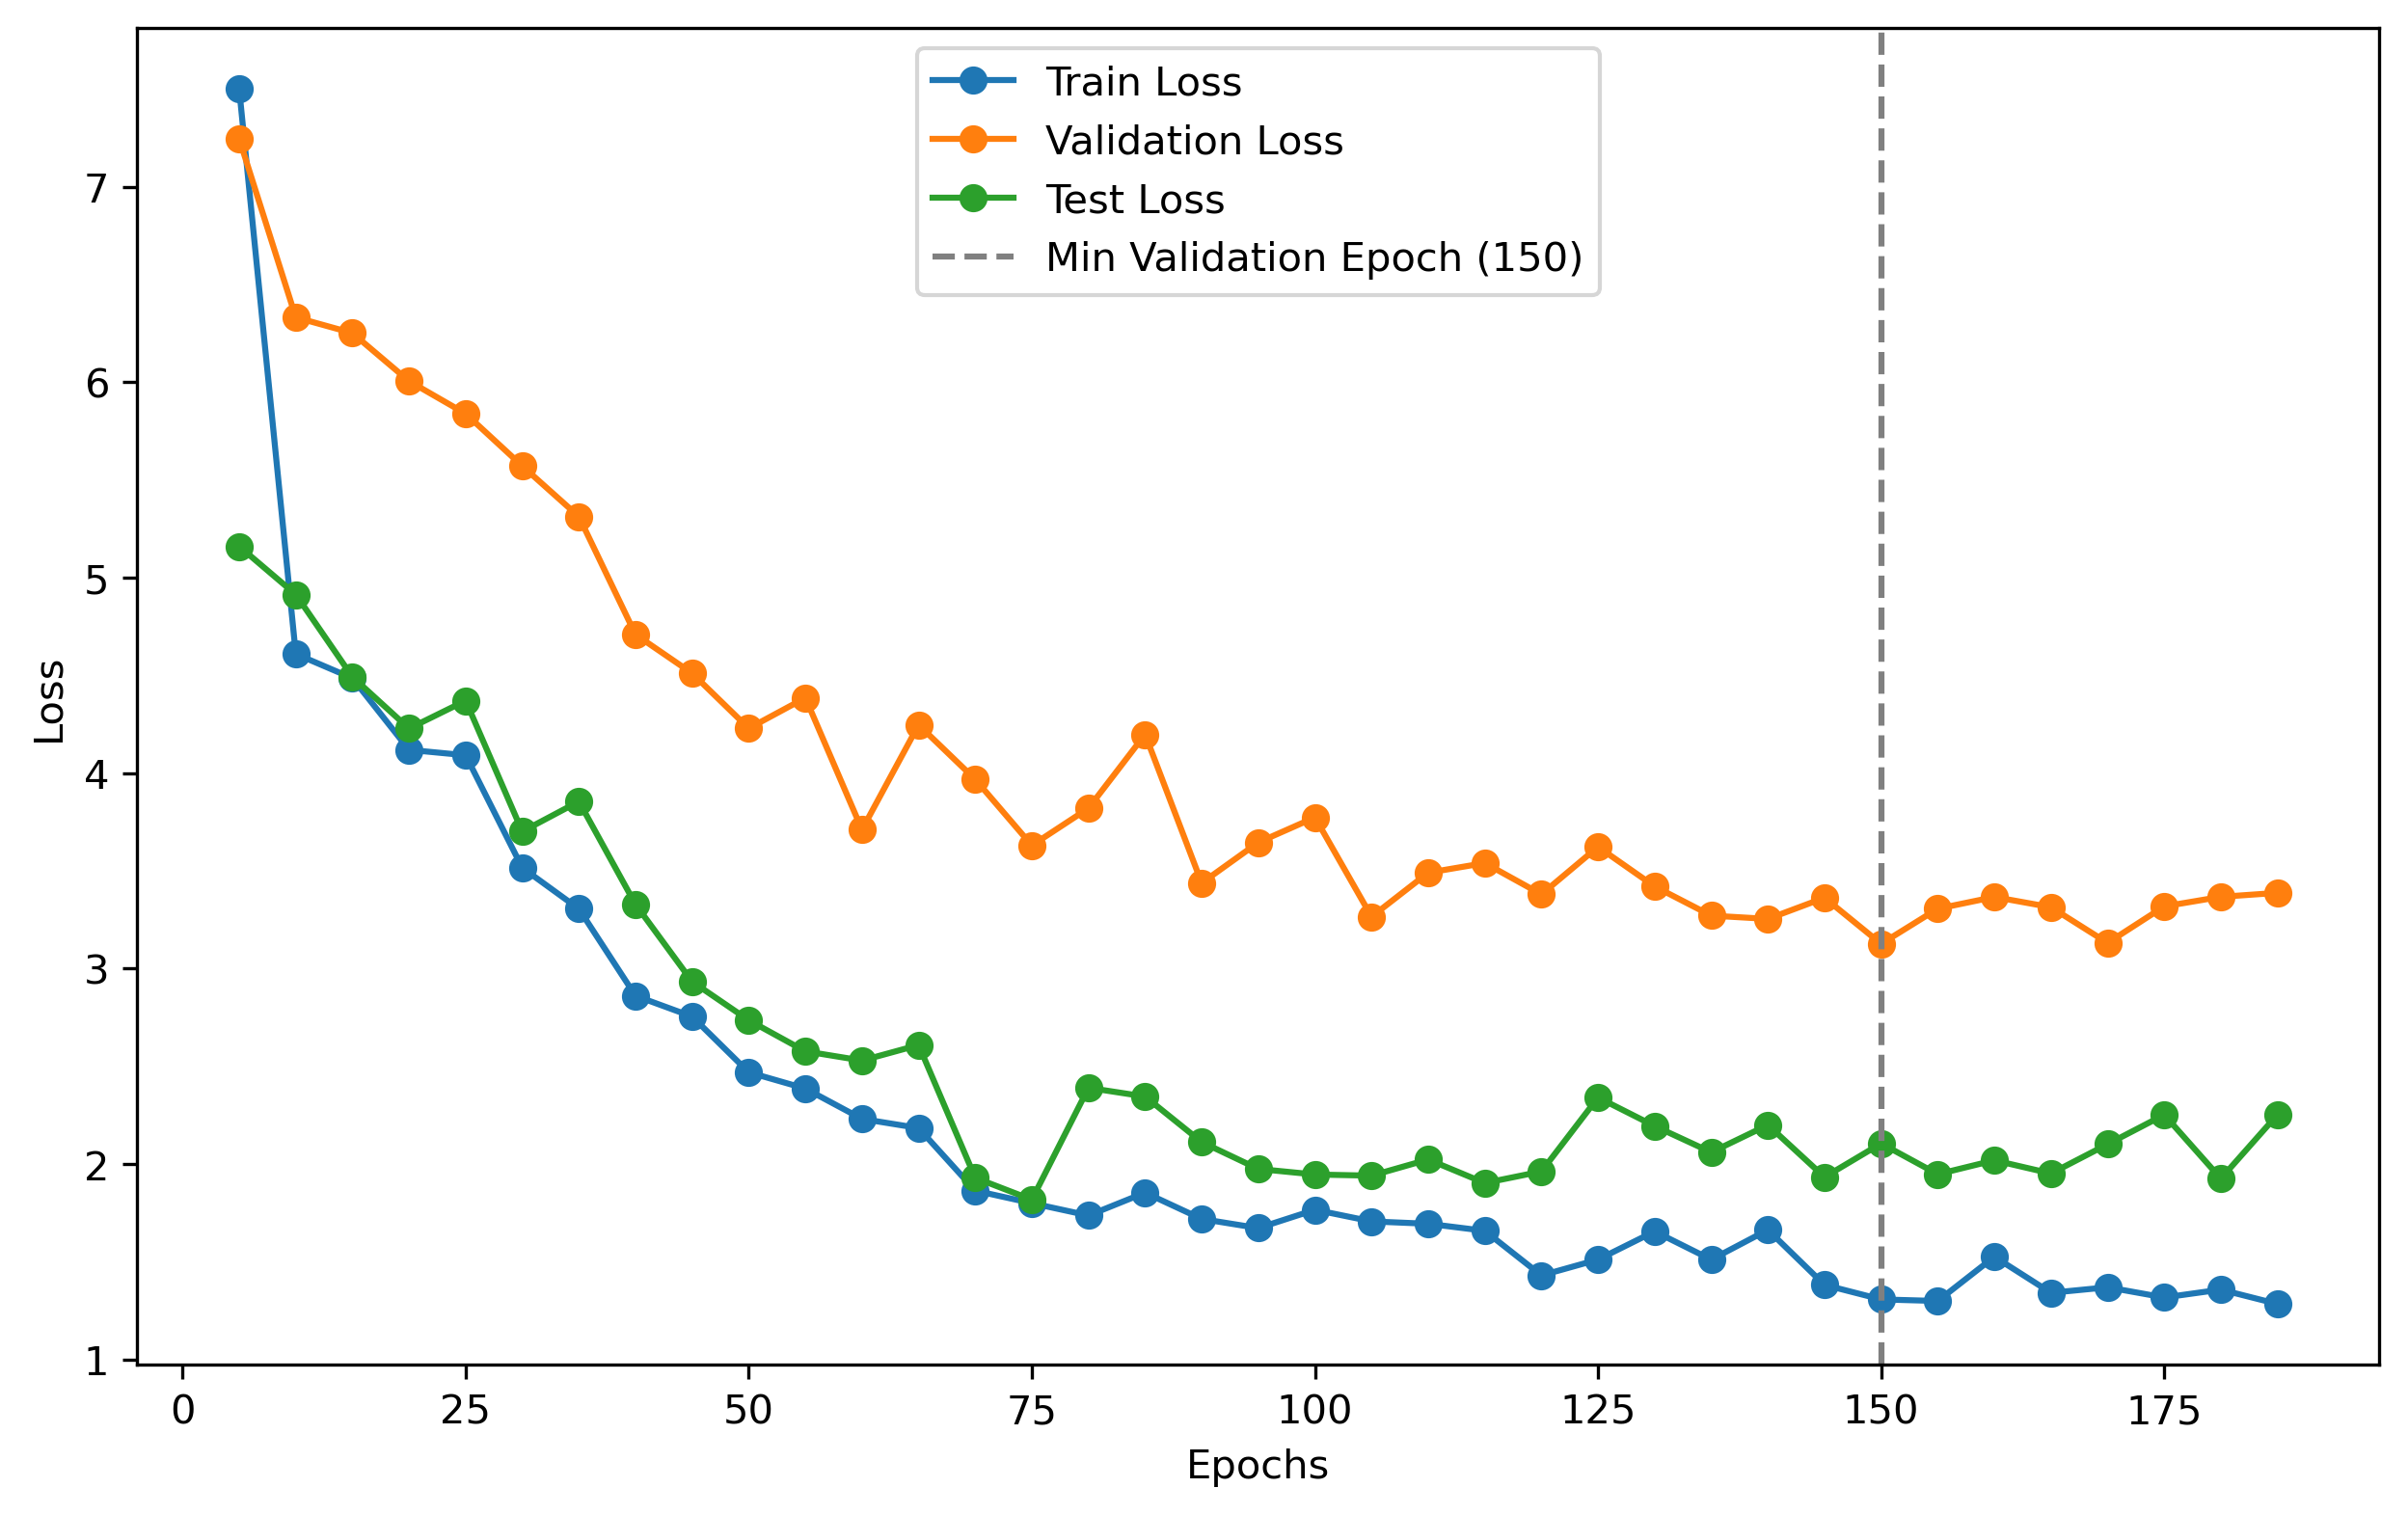 Train Loss
Validation Loss
Test Loss
Min Validation Epoch (150)
7
6
5
4
3
2
1
Loss
0 25 50 75 100 125 150 175
Epochs